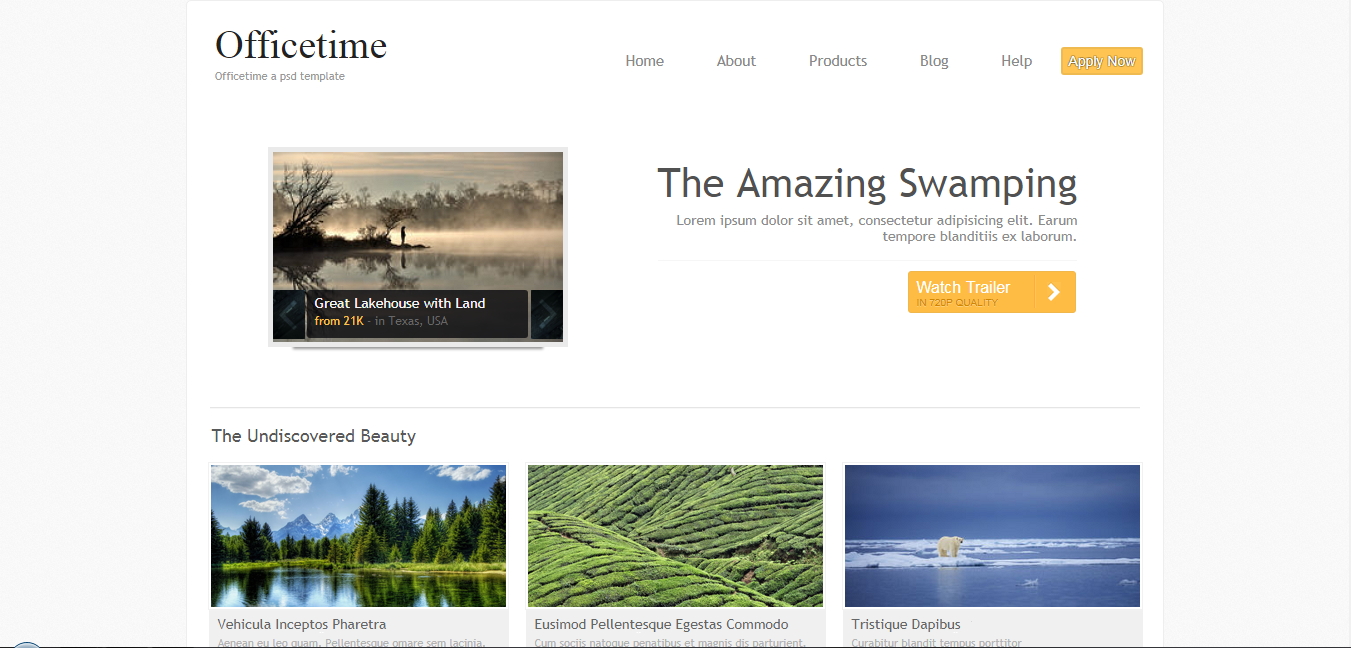 Officetime
Officetime a psd template
Home About Products Blog Help Apply Now
The Amazing Swamping
Lorem ipsum dolor sit amet, consectetur adipisicing elit. Earum
tempore blanditiis ex laborum.
Watch Trailer
IN 720P QUALITY
Great Lakehouse with Land
from 21K - in Texas, USA
The Undiscovered Beauty
Vehicula Inceptos Pharetra
Aenean eu leo quam. Pellentesque ornare sem lacinia.
Euismod Pellentesque Egestas Commodo
Cum sociis natoque penatibus et magnis dis parturient.
Tristique Dapibus
Curabitur blandit tempus porttitor